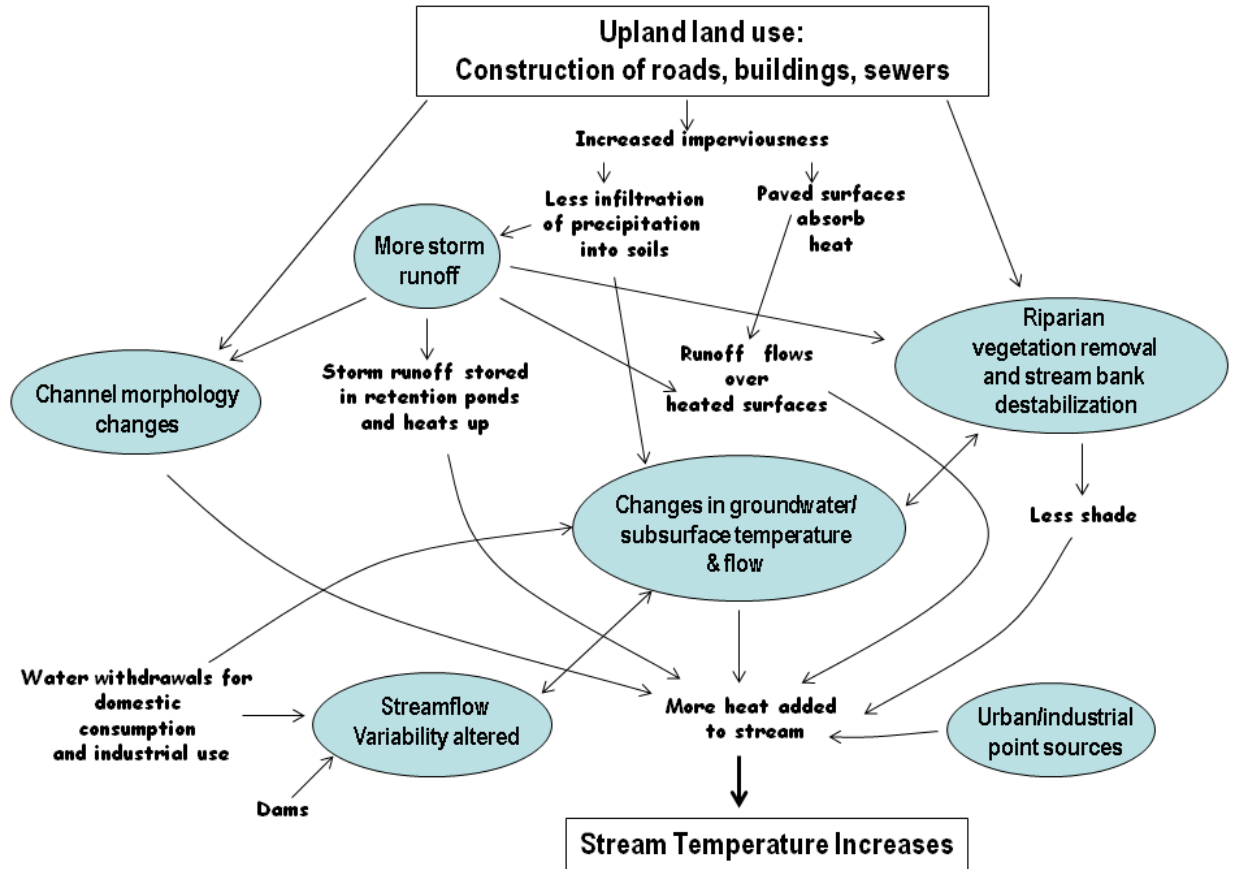 Upland land use:
Construction of roads, buildings, sewers
Increased imperviousness
Less infiltration
of precipitation
into soils
Paved surfaces
absorb
heat
More storm
runoff
Riparian
vegetation removal
and stream bank
destabilization
Channel morphology
changes
Storm runoff stored
in retention ponds
and heats up
Runoff flows
over
heated surfaces
Changes in groundwater/
subsurface temperature
& flow
Less shade
Water withdrawals for
domestic
consumption
and industrial use
Streamflow
Variability altered
More heat added
to stream
Urban/industrial
point sources
Dams
Stream Temperature Increases